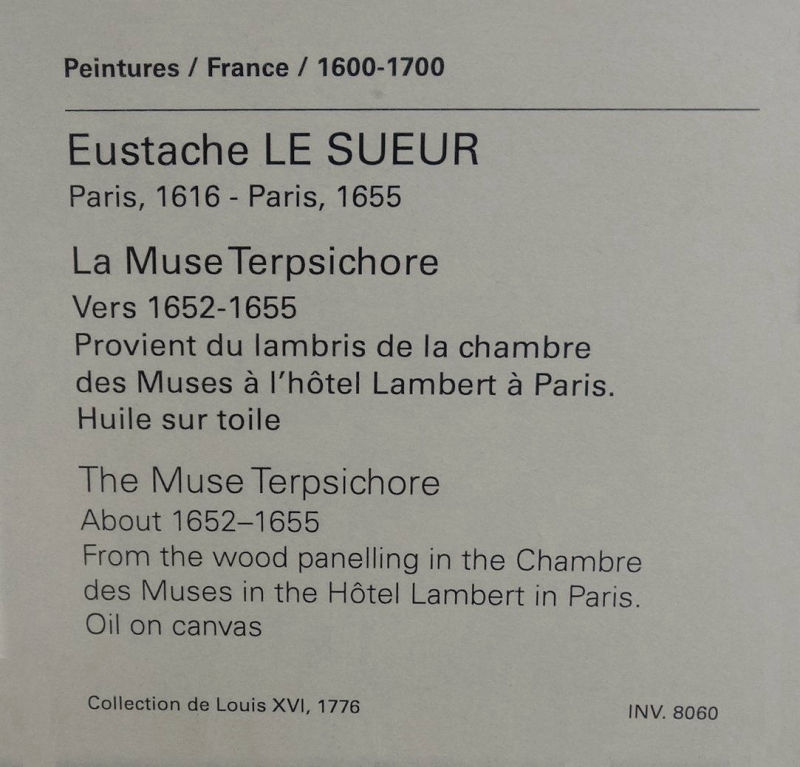 Peintures / France / 1600-1700
Eustache LE SUEUR
Paris, 1616 - Paris, 1655
La Muse Terpsichore
Vers 1652-1655
Provient du lambris de la chambre
des Muses à l'hôtel Lambert à Paris.
Huile sur toile
The Muse Terpsichore
About 1652–1655
From the wood panelling in the Chambre
des Muses in the Hôtel Lambert in Paris.
Oil on canvas
Collection de Louis XVI, 1776
INV. 8060